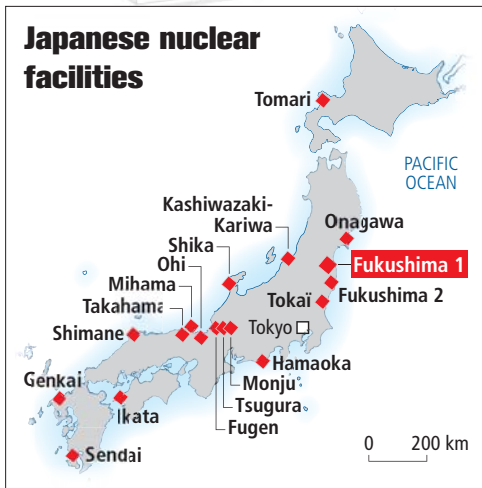 Japanese nuclear
facilities
Tomari
PACIFIC
OCEAN
Kashiwazaki-
Kariwa
Onagawa
Shika
Ohi
Fukushima 1
Mihama
Tokaï
Fukushima 2
Takahama
Shimane
Tokyo
Hamaoka
Genkai
Monju
Ikata
Tsugura
Fugen
Sendai
0 200 km